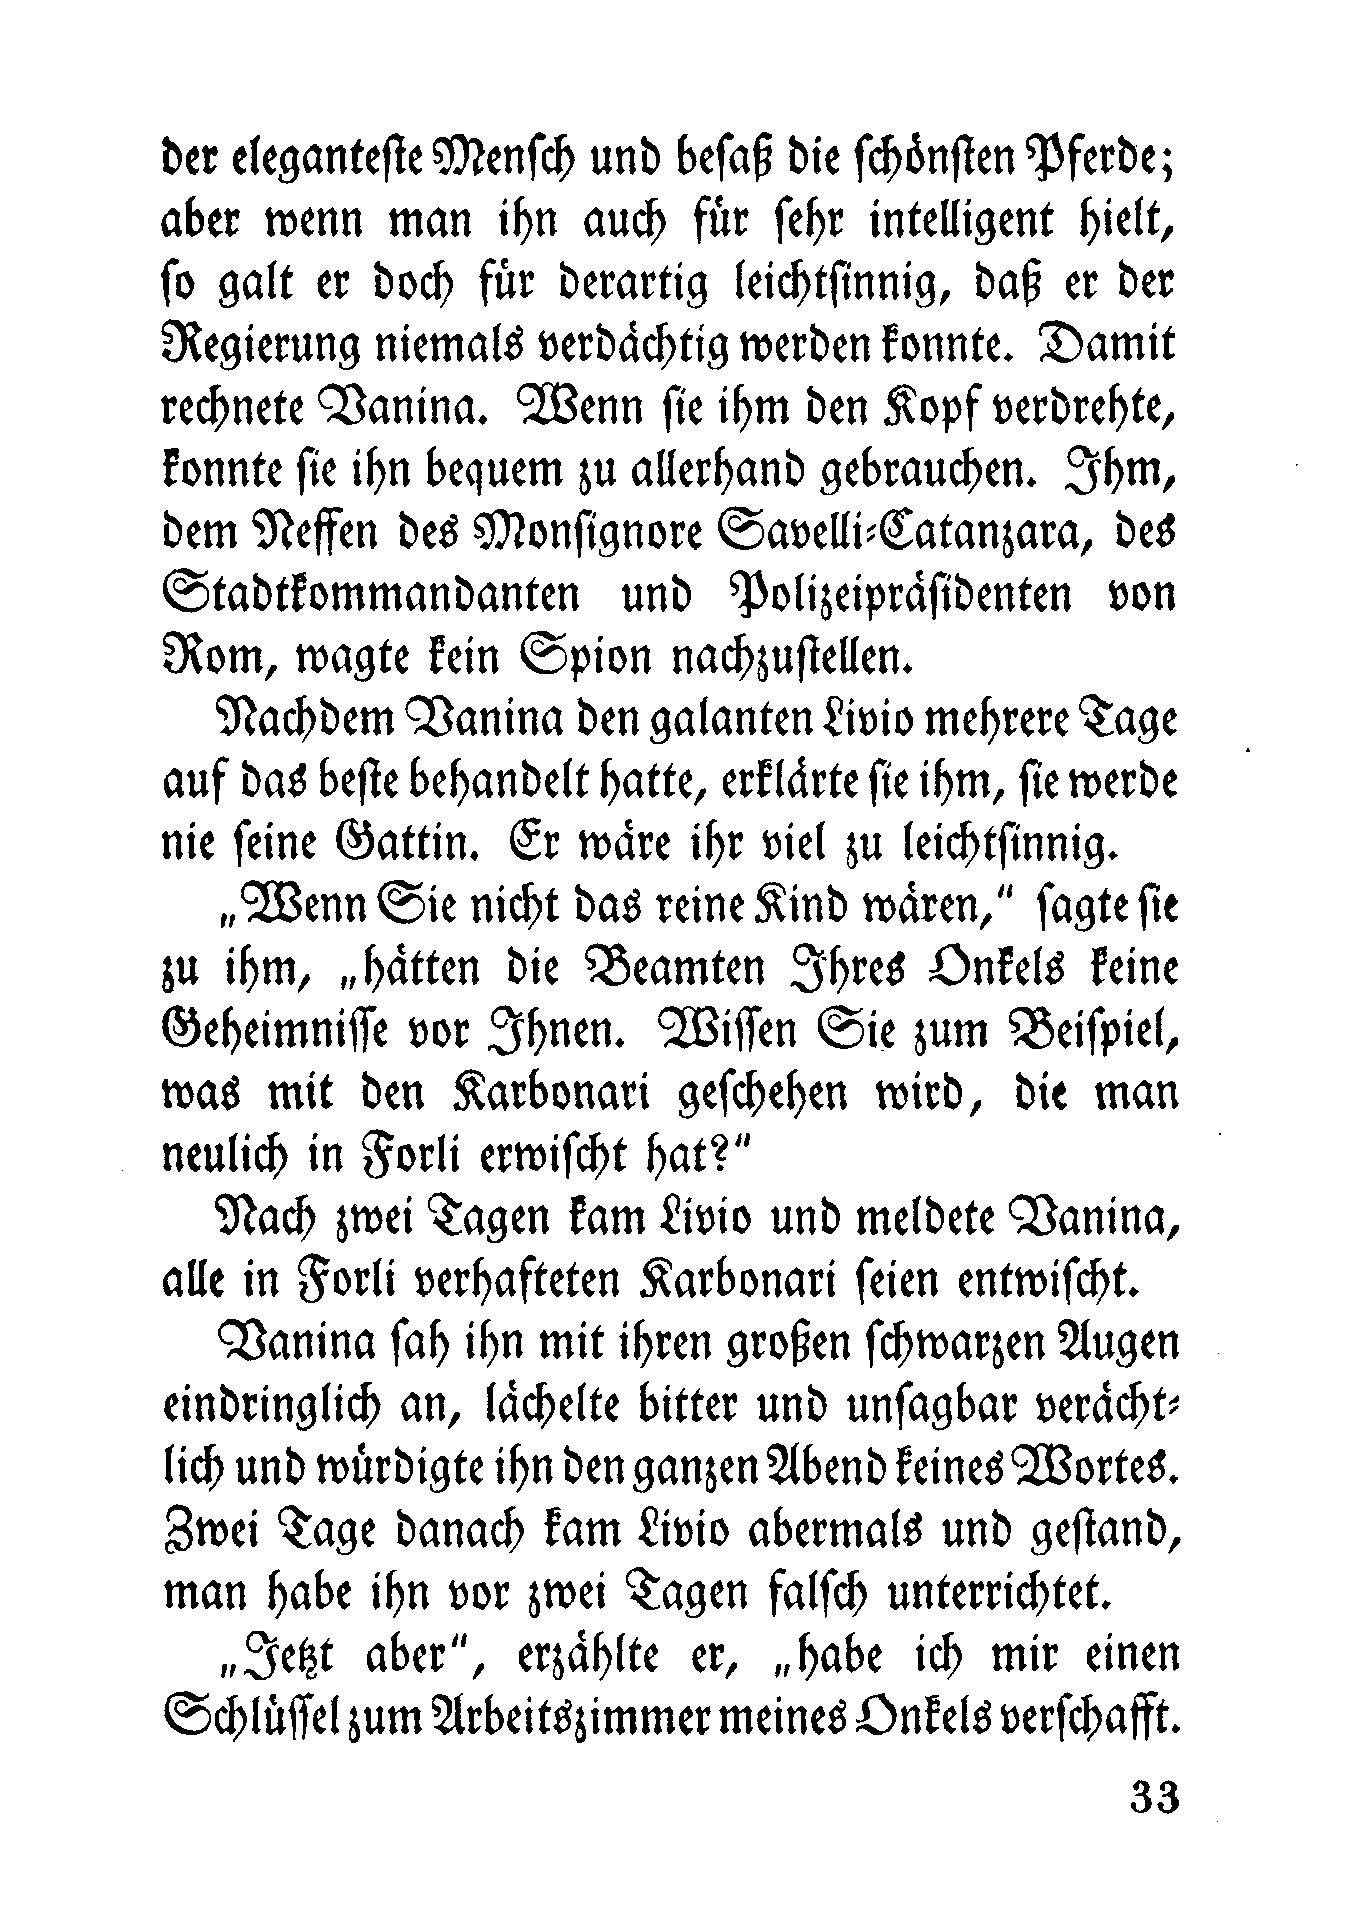 der eleganteste Mensch und besaß die schönsten Pferde;
aber wenn man ihn auch für sehr intelligent hielt,
so galt er doch für derartig leichtsinnig, daß er der
Regierung niemals verdächtig werden konnte. Damit
rechnete Vanina. Wenn sie ihm den Kopf verdrehte,
konnte sie ihn bequem zu allerhand gebrauchen. Ihm,
dem Neffen des Monsignore Savelli-Catanzara, des
Stadtkommandanten und Polizeipräsidenten von
Rom, wagte kein Spion nachzustellen.
Nachdem Vanina den galanten Livio mehrere Tage
auf das beste behandelt hatte, erklärte sie ihm, sie werde
nie seine Gattin. Er wäre ihr viel zu leichtsinnig.
„Wenn Sie nicht das reine Kind wären,“ sagte sie
zu ihm, „hätten die Beamten Ihres Onkels keine
Geheimnisse vor Ihnen. Wissen Sie zum Beispiel,
was mit den Karbonari geschehen wird, die man
neulich in Forli erwischt hat?“
Nach zwei Tagen kam Livio und meldete Vanina,
alle in Forli verhafteten Karbonari seien entwischt.
Vanina sah ihn mit ihren großen schwarzen Augen
eindringlich an, lächelte bitter und unsagbar verächt-
lich und würdigte ihn den ganzen Abend keines Wortes.
Zwei Tage danach kam Livio abermals und gestand,
man habe ihn vor zwei Tagen falsch unterrichtet.
„Jetzt aber“, erzählte er, „habe ich mir einen
Schlüssel zum Arbeitszimmer meines Onkels verschafft.
33